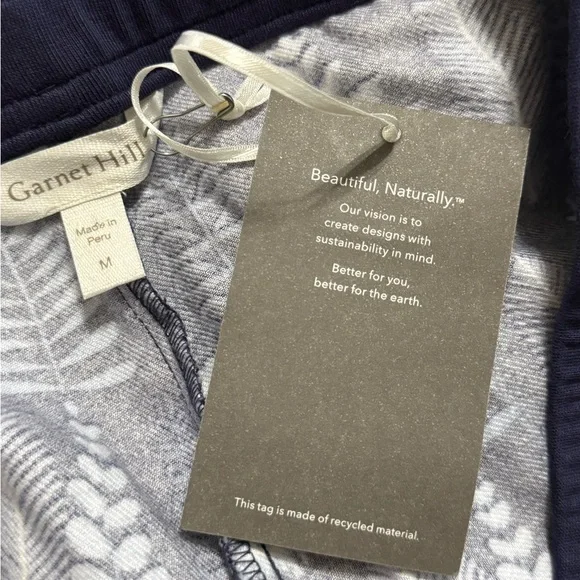 Garnet Hill
Made in
Peru
M
Beautiful, Naturally.™
Our vision is to
create designs with
sustainability in mind.
Better for you,
better for the earth.
This tag is made of recycled material.